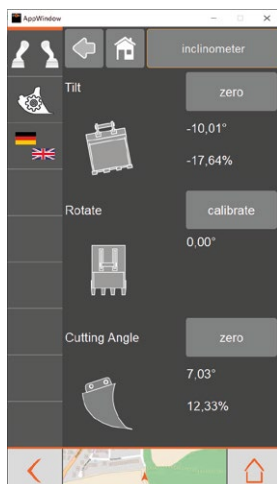 AppWindow
inclinometer
Tilt
zero
-10,01°
-17,64%
Rotate
calibrate
0,00°
Cutting Angle
zero
7,03°
12,33%